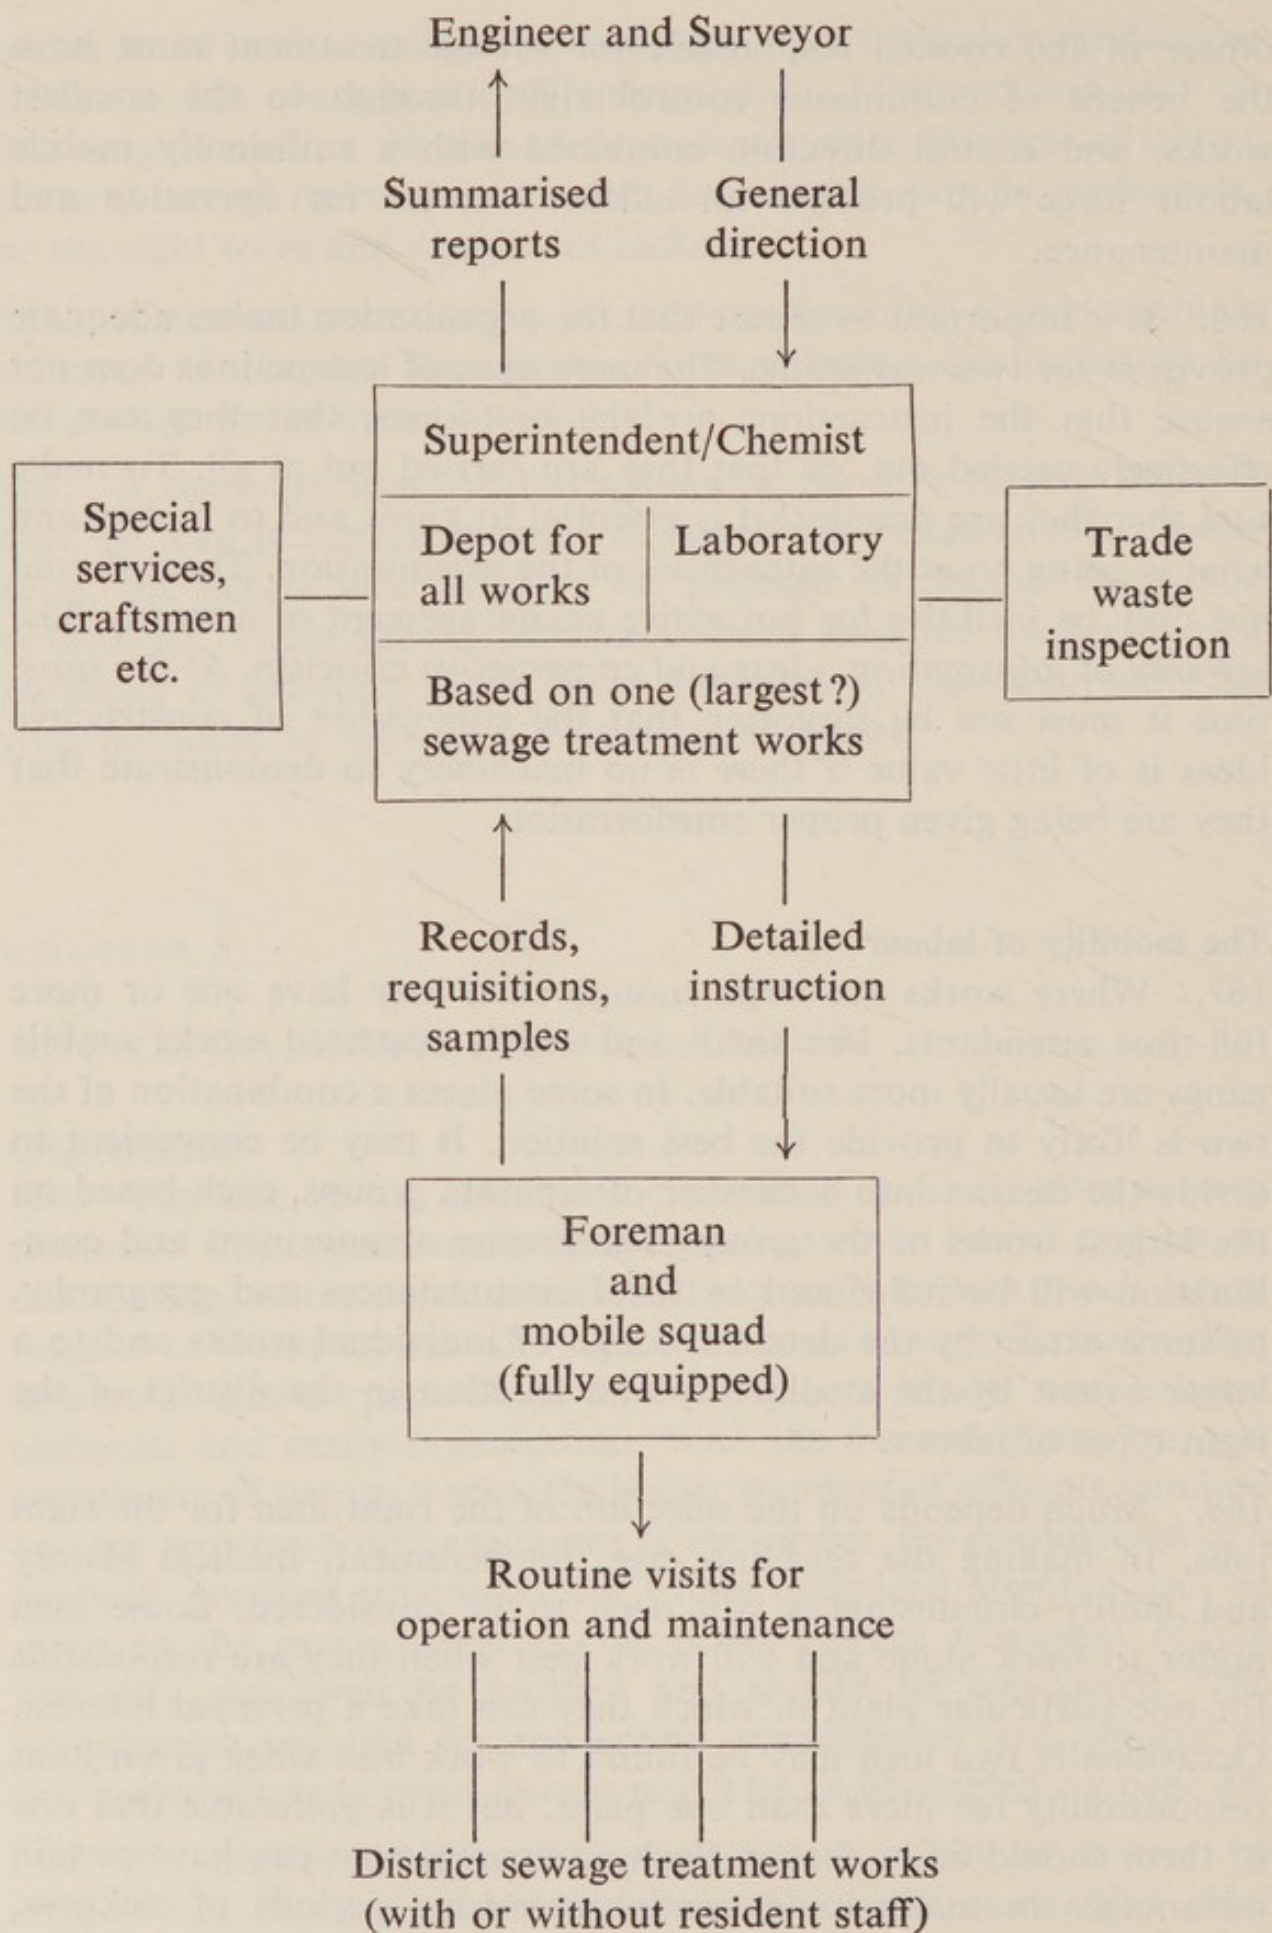 Engineer and Surveyor
Summarised
reports
General
direction
Superintendent/Chemist
Special
services,
craftsmen
etc.
Depot for
all works
Laboratory
Trade
waste
inspection
Based on one (largest?)
sewage treatment works
Records,
requisitions,
samples
Detailed
instruction
Foreman
and
mobile squad
(fully equipped)
Routine visits for
operation and maintenance
District sewage treatment works
(with or without resident staff)